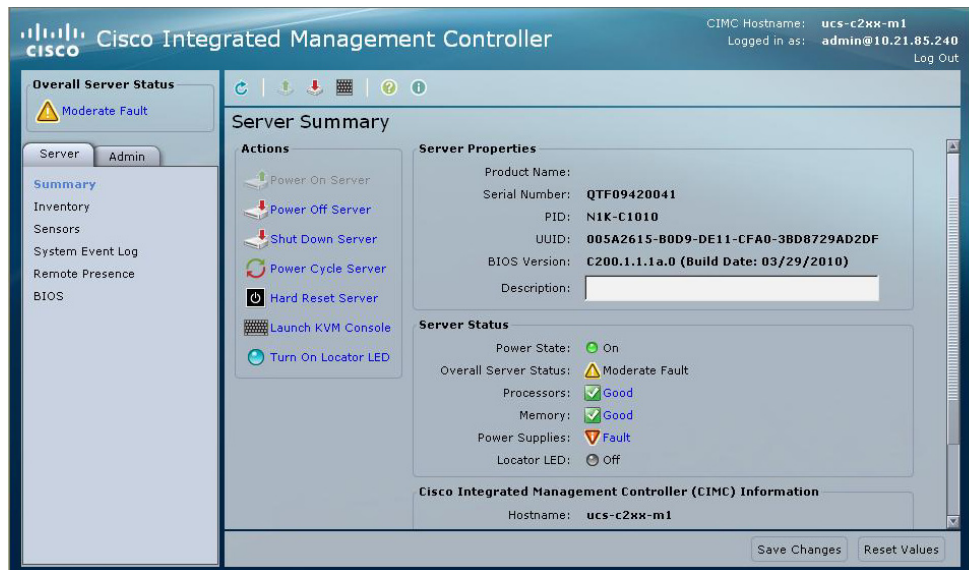 CISCO
Cisco Integrated Management Controller
CIMC Hostname: ucs-c2xx-m1
Logged in as: admin@10.21.85.240
Log Out
Overall Server Status
Moderate Fault
Server Admin
Summary
Inventory
Sensors
System Event Log
Remote Presence
BIOS
Server Summary
Actions
Power On Server
Power Off Server
Shut Down Server
Power Cycle Server
Hard Reset Server
Launch KVM Console
Turn On Locator LED
Server Properties
Product Name:
Serial Number: QTF09420041
PID: N1K-C1010
UUID: 005A2615-B0D9-DE11-CFA0-3BD8729AD2DF
BIOS Version: C200.1.1.1a.0 (Build Date: 03/29/2010)
Description:
Server Status
Power State: On
Overall Server Status: Moderate Fault
Processors: Good
Memory: Good
Power Supplies: Fault
Locator LED: Off
Cisco Integrated Management Controller (CIMC) Information
Hostname: ucs-c2xx-m1
Save Changes Reset Values